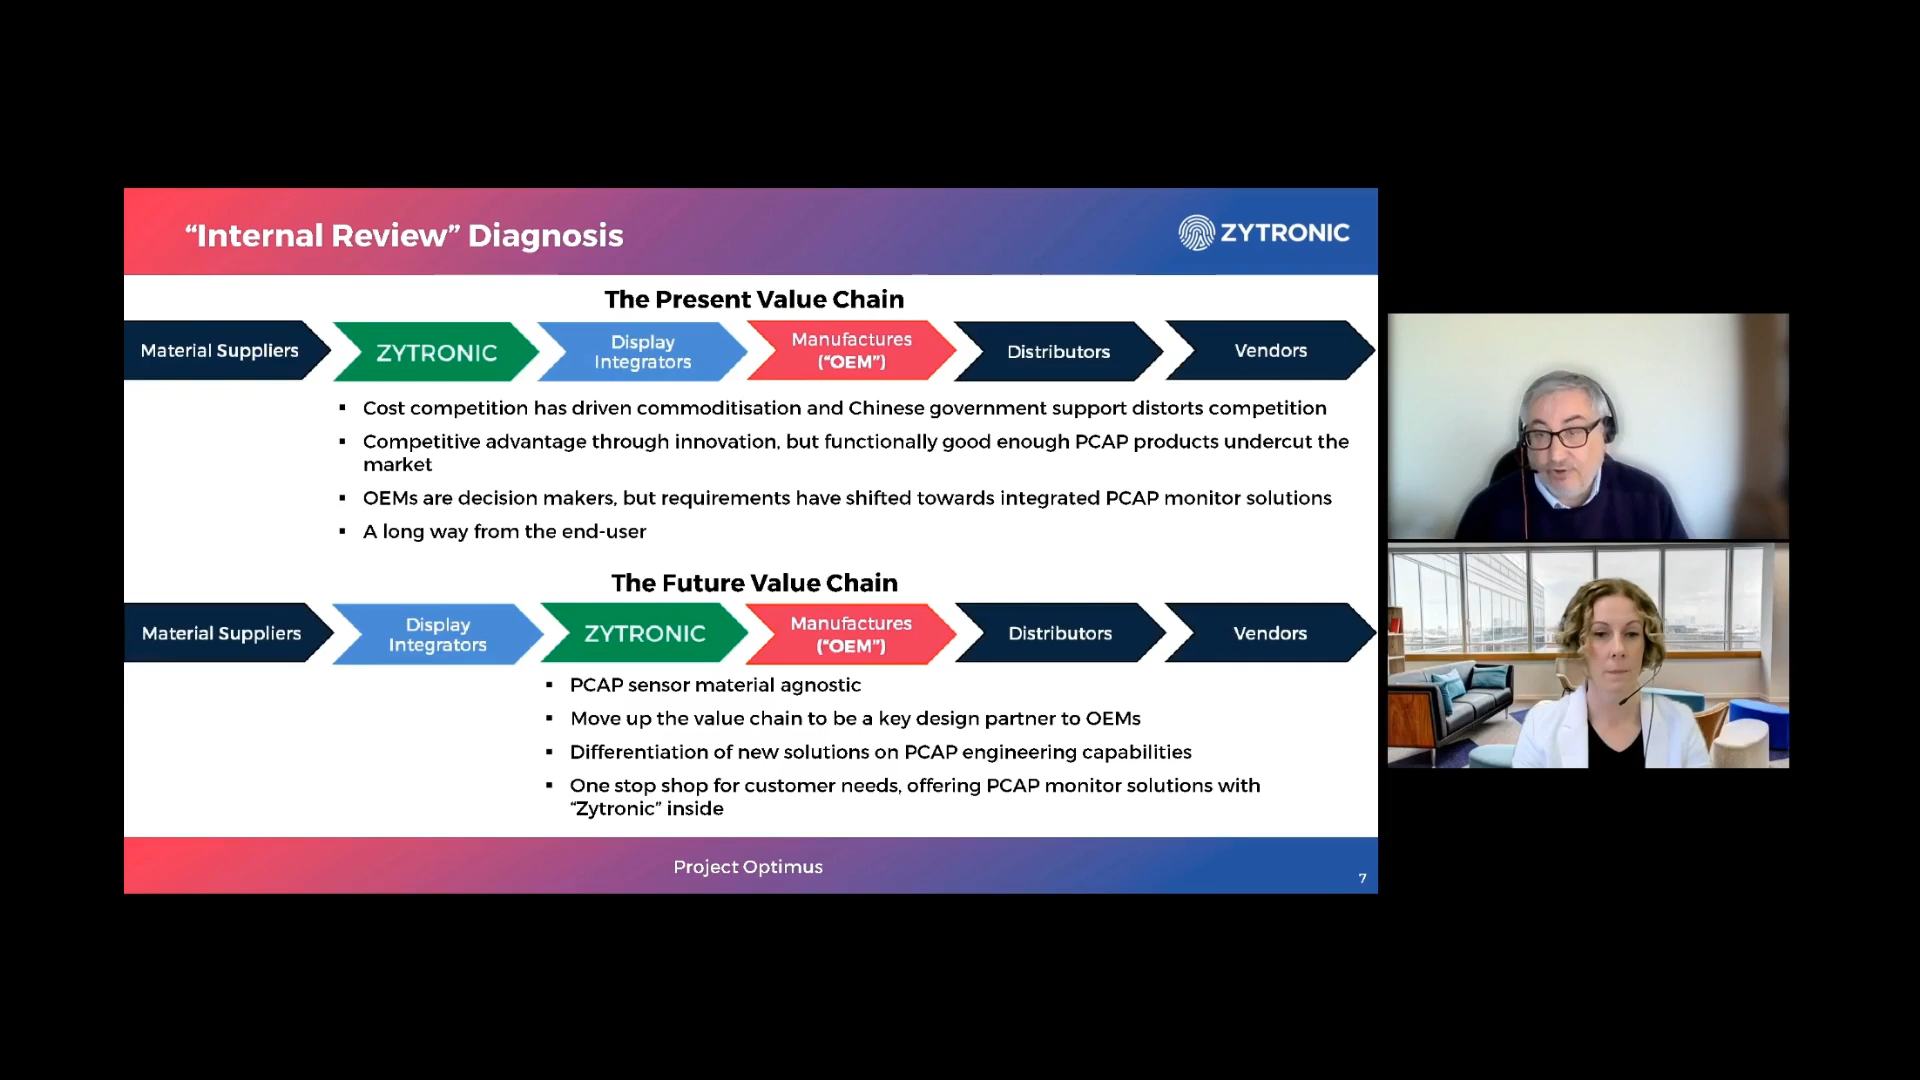 “Internal Review” Diagnosis
ZYTRONIC
The Present Value Chain
Material Suppliers
ZYTRONIC
Display
Integrators
Manufactures
(“OEM”)
Distributors
Vendors
▪ Cost competition has driven commoditisation and Chinese government support distorts competition
▪ Competitive advantage through innovation, but functionally good enough PCAP products undercut the
market
▪ OEMs are decision makers, but requirements have shifted towards integrated PCAP monitor solutions
▪ A long way from the end-user
The Future Value Chain
Material Suppliers
Display
Integrators
ZYTRONIC
Manufactures
(“OEM”)
Distributors
Vendors
▪ PCAP sensor material agnostic
▪ Move up the value chain to be a key design partner to OEMs
▪ Differentiation of new solutions on PCAP engineering capabilities
▪ One stop shop for customer needs, offering PCAP monitor solutions with
“Zytronic” inside
Project Optimus
7